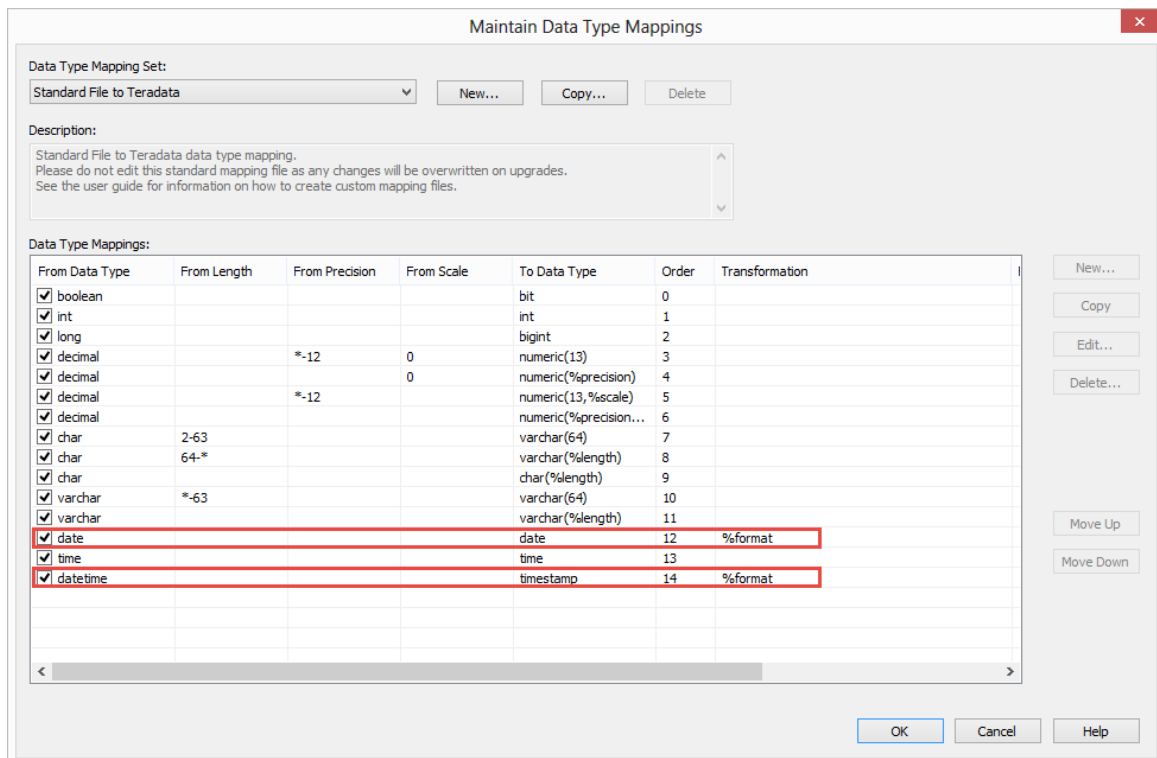 Maintain Data Type Mappings
Data Type Mapping Set:
Standard File to Teradata New... Copy... Delete
Description:
Standard File to Teradata data type mapping.
Please do not edit this standard mapping file as any changes will be overwritten on upgrades.
See the user guide for information on how to create custom mapping files.
Data Type Mappings:
From Data Type From Length From Precision From Scale To Data Type Order Transformation New...
boolean bit 0
int int 1 Copy
long bigint 2
decimal *-12 0 numeric(13) 3 Edit...
decimal 0 numeric(%precision) 4 Delete...
decimal *-12 numeric(13,%scale) 5
decimal numeric(%precision... 6
char 2-63 varchar(64) 7
char 64-* varchar(%length) 8
char char(%length) 9
varchar *-63 varchar(64) 10
varchar varchar(%length) 11 Move Up
date date 12 %format
time time 13 Move Down
datetime timestamp 14 %format
OK Cancel Help